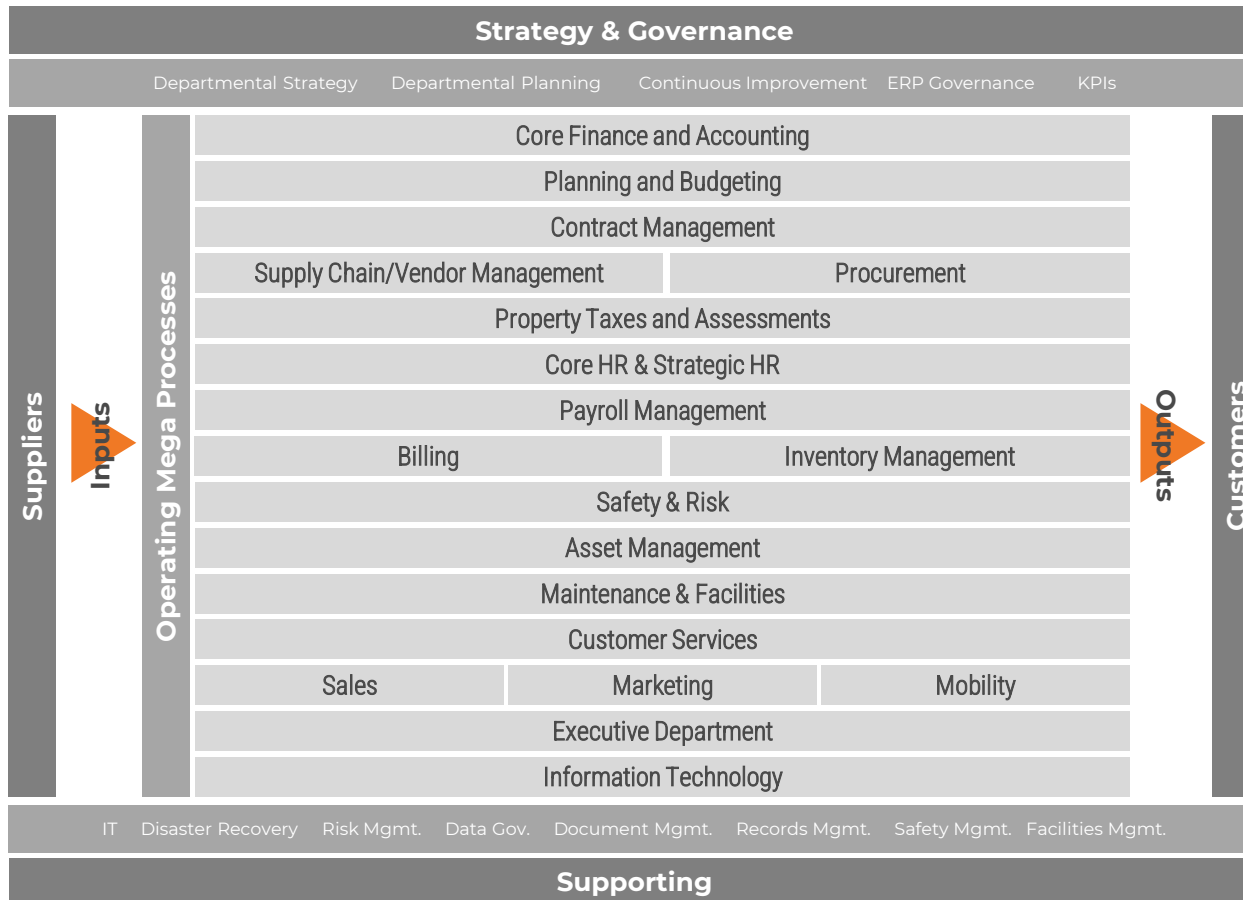 Strategy & Governance
Departmental Strategy Departmental Planning Continuous Improvement ERP Governance KPIs
Suppliers
Inputs
Operating Mega Processes
Core Finance and Accounting
Planning and Budgeting
Contract Management
Supply Chain/Vendor Management Procurement
Property Taxes and Assessments
Core HR & Strategic HR
Payroll Management
Billing Inventory Management
Safety & Risk
Asset Management
Maintenance & Facilities
Customer Services
Sales Marketing Mobility
Executive Department
Information Technology
Outputs
Customers
IT Disaster Recovery Risk Mgmt. Data Gov. Document Mgmt. Records Mgmt. Safety Mgmt. Facilities Mgmt.
Supporting